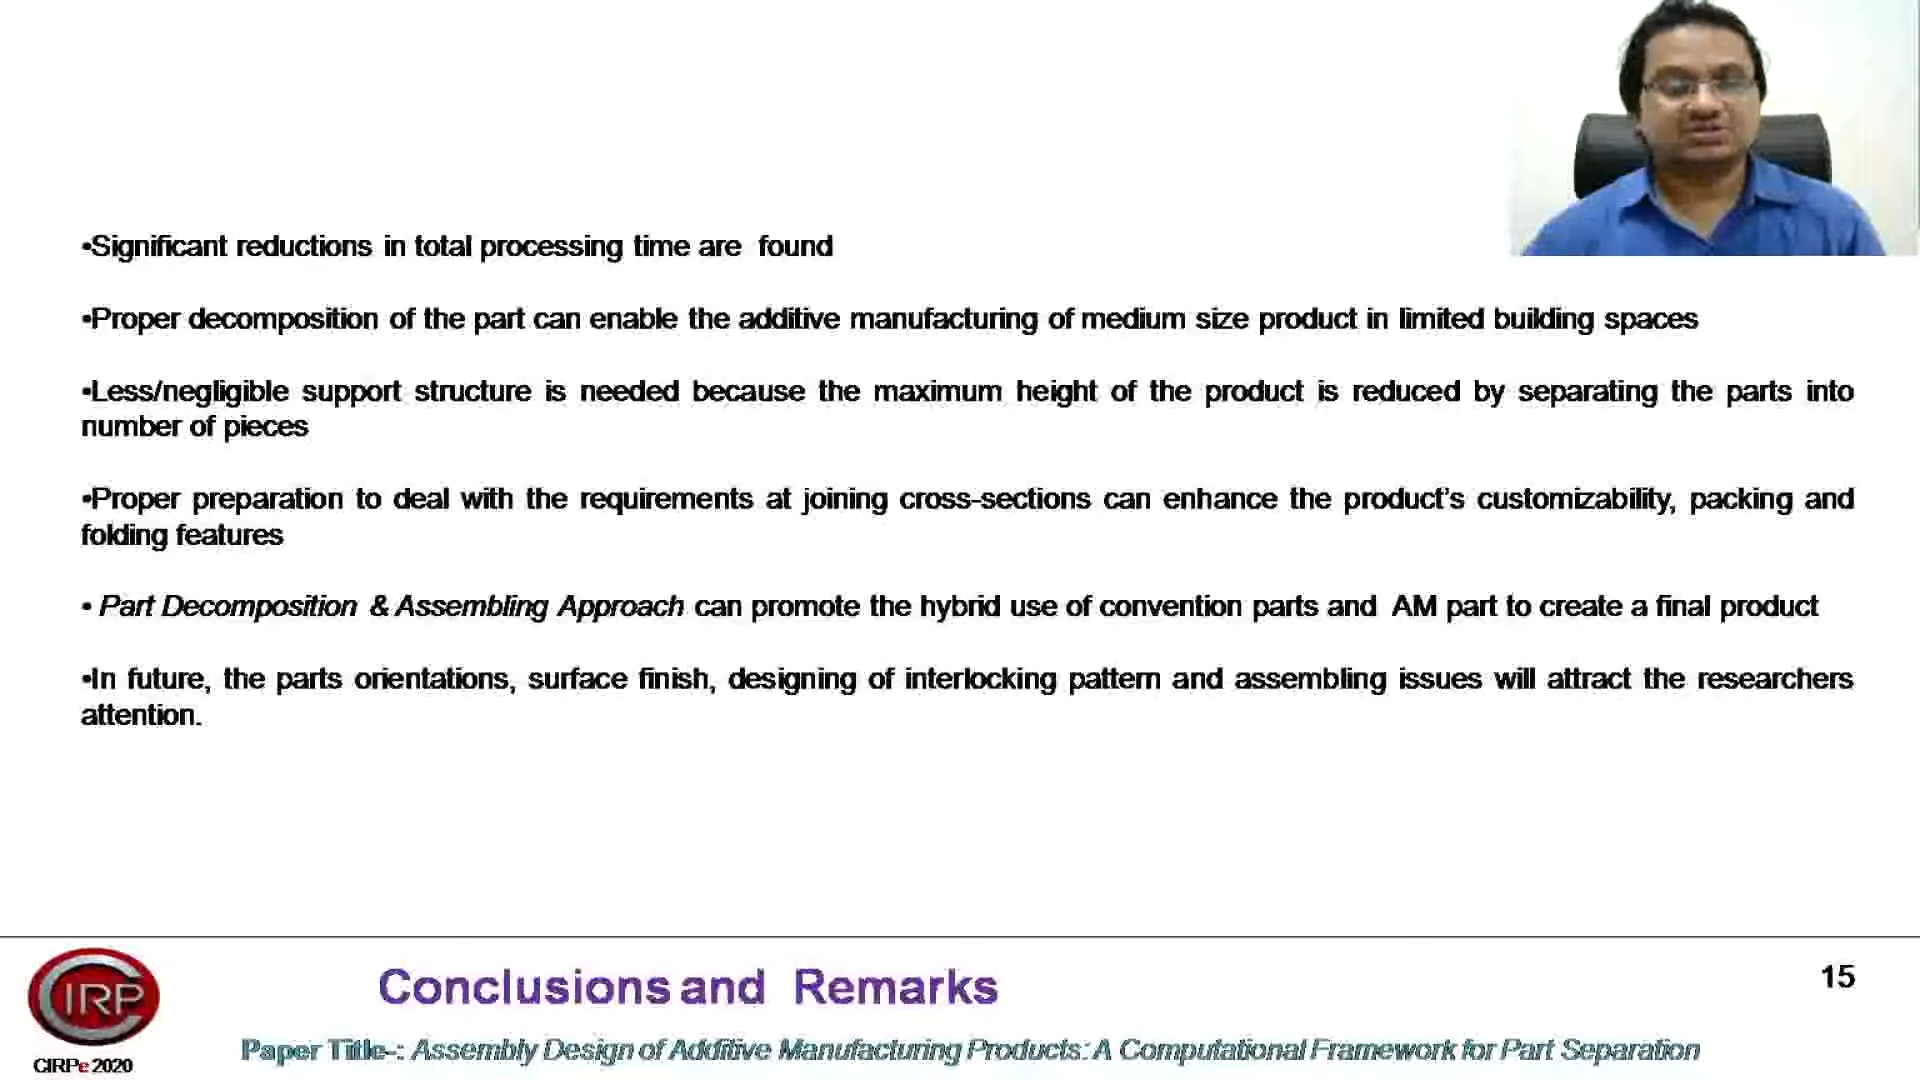 •Significant reductions in total processing time are found
•Proper decomposition of the part can enable the additive manufacturing of medium size product in limited building spaces
•Less/negligible support structure is needed because the maximum height of the product is reduced by separating the parts into
number of pieces
•Proper preparation to deal with the requirements at joining cross-sections can enhance the product's customizability, packing and
folding features
• Part Decomposition & Assembling Approach can promote the hybrid use of convention parts and AM part to create a final product
•In future, the parts orientations, surface finish, designing of interlocking pattern and assembling issues will attract the researchers
attention.
CIRP
CIRPe 2020
Conclusions and Remarks
15
Paper Title-: Assembly Design of Additive Manufacturing Products: A Computational Framework for Part Separation